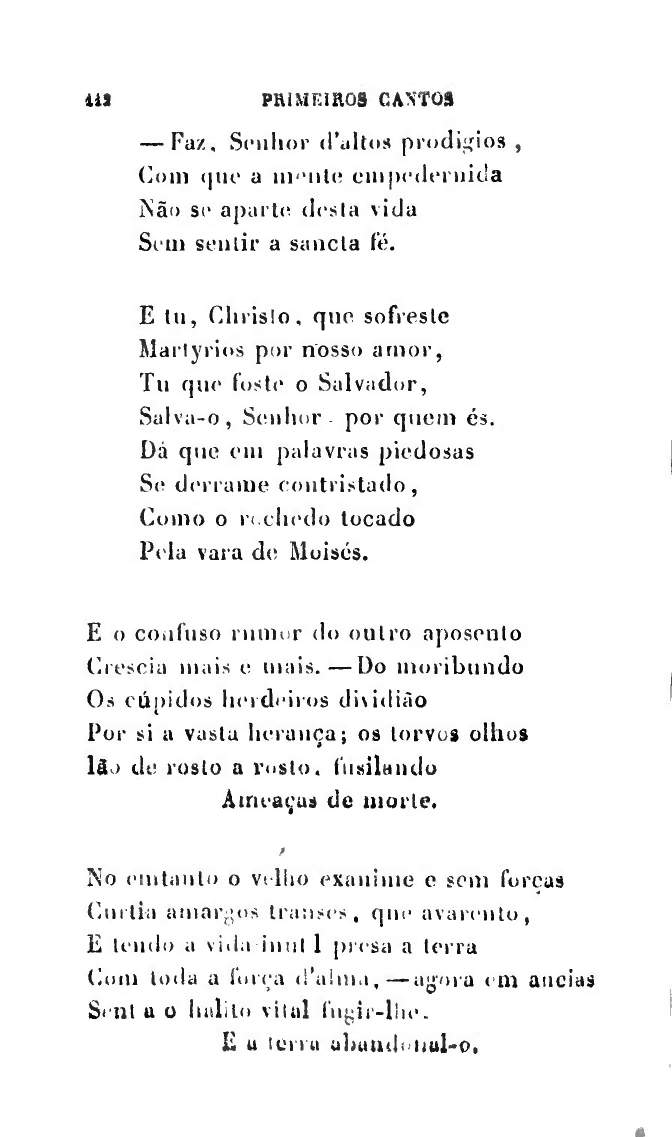 112 PRIMEIROS CANTOS
— Faz, Senhor d'altos prodigios,
Com que a mente empedernida
Não se aparte desta vida
Sem sentir a sancta fé.
E tu, Christo, que sofreste
Martyrios por nosso amor,
Tu que foste o Salvador,
Salva-o, Senhor, por quem és.
Dá que em palavras piedosas
Se derrame contristado,
Como o rochedo tocado
Pela vara de Moisés.
E o confuso rumor do outro aposento
Crescia mais e mais. — Do moribundo
Os cúpidos herdeiros dividião
Por si a vasta herança; os torvos olhos
Ião de rosto a rosto, fusilando
Ameaças de morte.
No emtanto o velho exanime e sem forças
Curtia amargos transes, que avarento,
E tendo a vida inutil presa a terra
Com toda a força d'alma, — agora em ancias
Sentia o halito vital fugir-lhe.
E a terra abandonal-o.